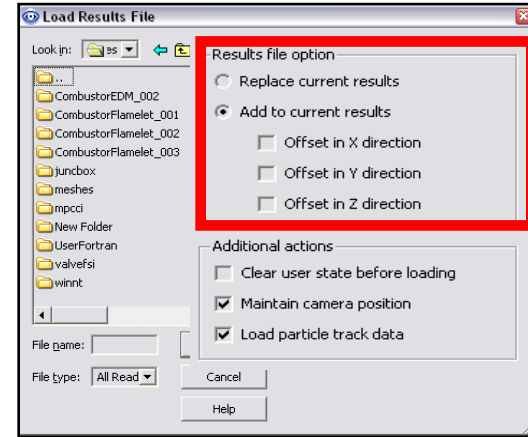 Load Results File
Look in: es
..
CombustorEDM_002
CombustorFlamelet_001
CombustorFlamelet_002
CombustorFlamelet_003
juncbox
meshes
mpcci
New Folder
UserFortran
valvefsi
winnt
File name:
File type: All Read
Results file option
Replace current results
Add to current results
Offset in X direction
Offset in Y direction
Offset in Z direction
Additional actions
Clear user state before loading
Maintain camera position
Load particle track data
Cancel
Help